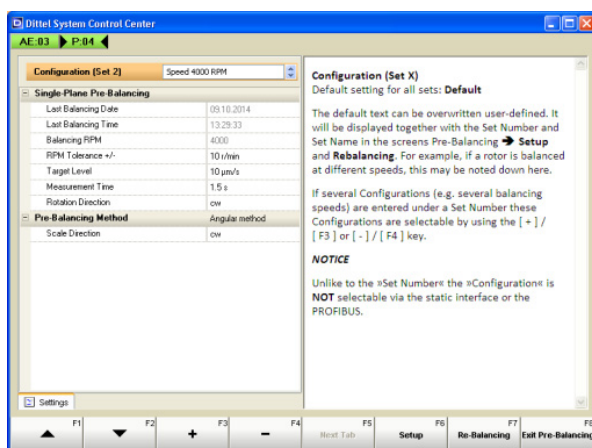 Dittel System Control Center
AE:03 P:04
Configuration (Set 2) Speed 4000 RPM
Single-Plane Pre-Balancing
Last Balancing Date 09.10.2014
Last Balancing Time 13:29:33
Balancing RPM 4000
RPM Tolerance +/- 10 r/min
Target Level 10 µm/s
Measurement Time 1.5 s
Rotation Direction cw
Pre-Balancing Method Angular method
Scale Direction cw
Settings
Configuration (Set X)
Default setting for all sets: Default
The default text can be overwritten user-defined. It
will be displayed together with the Set Number and
Set Name in the screens Pre-Balancing ➔ Setup
and Rebalancing. For example, if a rotor is balanced
at different speeds, this may be noted down here.
If several Configurations (e.g. several balancing
speeds) are entered under a Set Number these
Configurations are selectable by using the [ + ] /
[ F3 ] or [ - ] / [ F4 ] key.
NOTICE
Unlike to the »Set Number« the »Configuration« is
NOT selectable via the static interface or the
PROFIBUS.
F1 F2 F3 F4 F5 F6 F7 F8
+ - Next Tab Setup Re-Balancing Exit Pre-Balancing